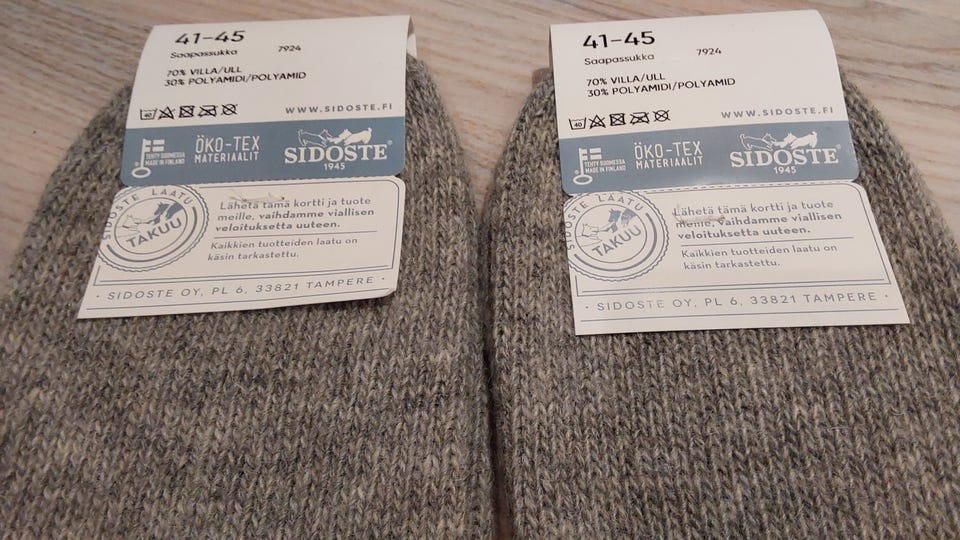 41-45
Saapassukka 7924
70% VILLA/ULL
30% POLYAMIDI/POLYAMID
40
WWW.SIDOSTE.FI
TEHTY SUOMESSA
MADE IN FINLAND
ÖKO-TEX
MATERIAALIT
SIDOSTE®
1945
SIDOSTE LAATU
TAKUU
Lähetä tämä kortti ja tuote
meille, vaihdamme viallisen
veloituksetta uuteen.
Kaikkien tuotteiden laatu on
käsin tarkastettu.
· SIDOSTE OY, PL 6, 33821 TAMPERE ·
41-45
Saapassukka 7924
70% VILLA/ULL
30% POLYAMIDI/POLYAMID
40
WWW.SIDOSTE.FI
TEHTY SUOMESSA
MADE IN FINLAND
ÖKO-TEX
MATERIAALIT
SIDOSTE®
1945
SIDOSTE LAATU
TAKUU
Lähetä tämä kortti ja tuote
meille, vaihdamme viallisen
veloituksetta uuteen.
Kaikkien tuotteiden laatu on
käsin tarkastettu.
· SIDOSTE OY, PL 6, 33821 TAMPERE ·